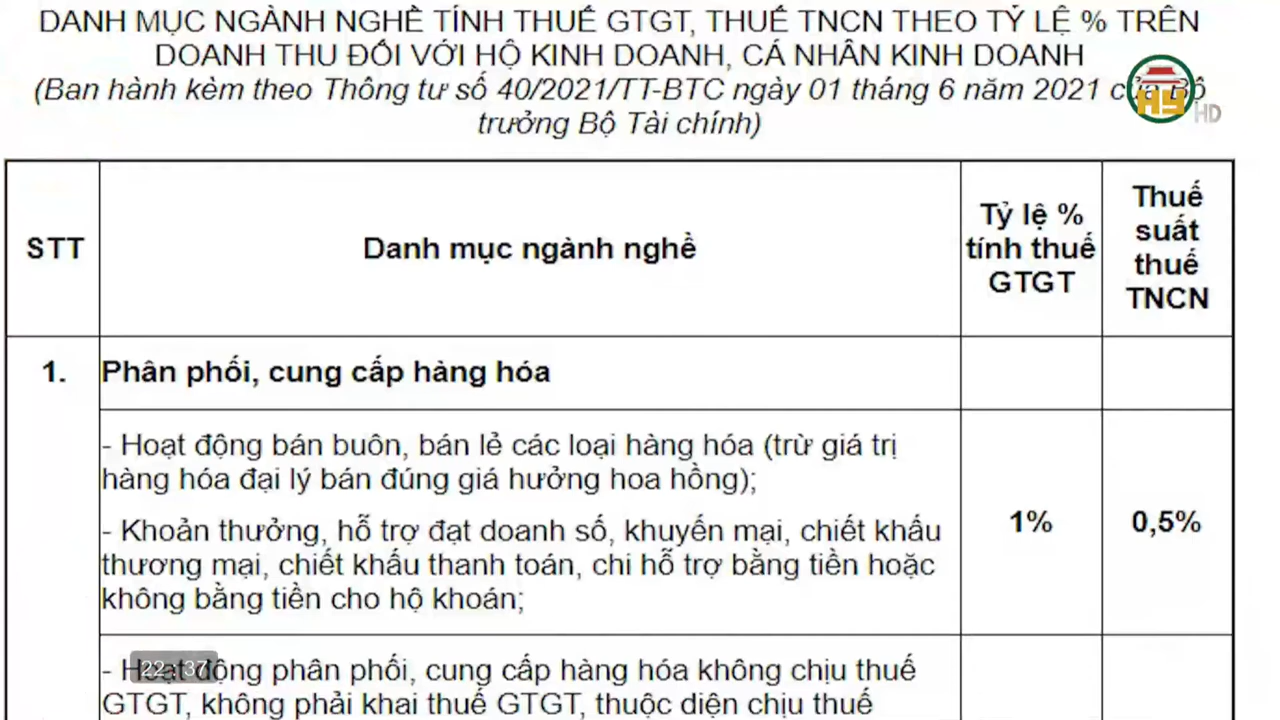 DANH MỤC NGÀNH NGHỀ TÍNH THUẾ GTGT, THUẾ TNCN THEO TỶ LỆ % TRÊN
DOANH THU ĐỐI VỚI HỘ KINH DOANH, CÁ NHÂN KINH DOANH
(Ban hành kèm theo Thông tư số 40/2021/TT-BTC ngày 01 tháng 6 năm 2021 của Bộ
trưởng Bộ Tài chính)
HD
STT
Danh mục ngành nghề
Tỷ lệ %
tính thuế
GTGT
Thuế
suất
thuế
TNCN
1.
Phân phối, cung cấp hàng hóa
- Hoạt động bán buôn, bán lẻ các loại hàng hóa (trừ giá trị
hàng hóa đại lý bán đúng giá hưởng hoa hồng);
- Khoản thưởng, hỗ trợ đạt doanh số, khuyến mại, chiết khấu
thương mại, chiết khấu thanh toán, chi hỗ trợ bằng tiền hoặc
không bằng tiền cho hộ khoán;
1%
0,5%
- Hoạt động phân phối, cung cấp hàng hóa không chịu thuế
GTGT, không phải khai thuế GTGT, thuộc diện chịu thuế
22:37